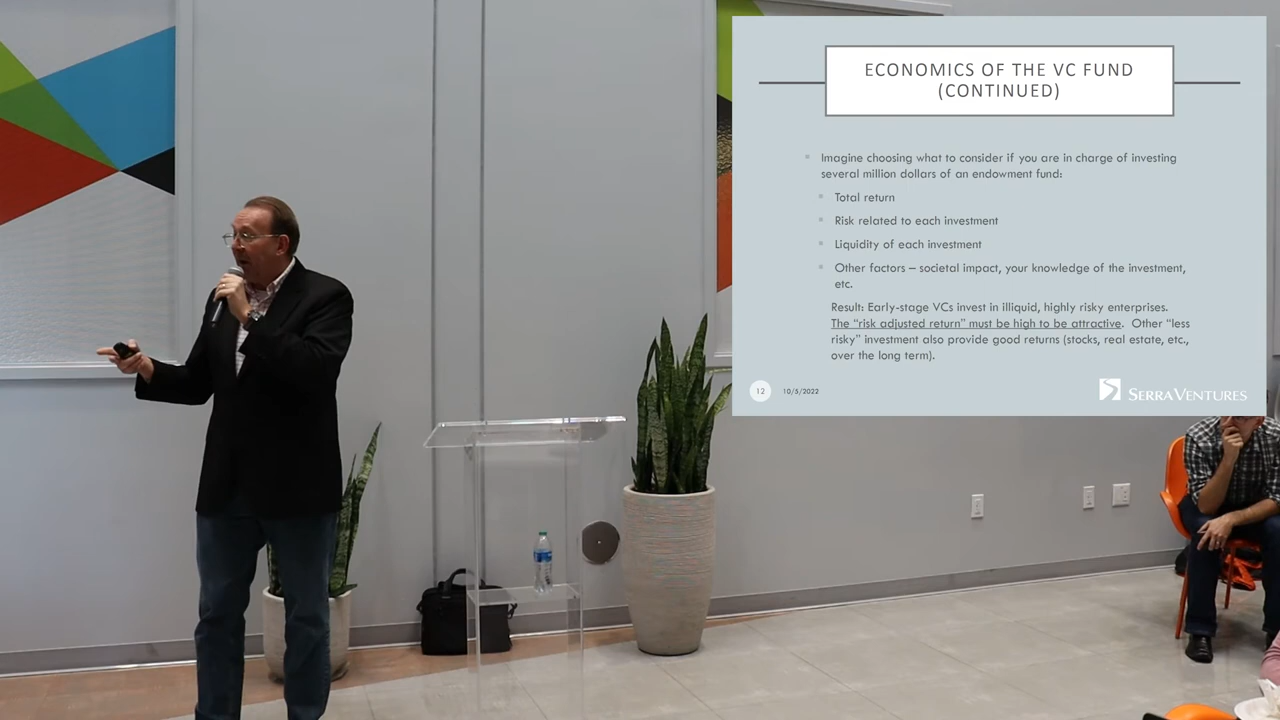 ECONOMICS OF THE VC FUND
(CONTINUED)
Imagine choosing what to consider if you are in charge of investing
several million dollars of an endowment fund:
Total return
Risk related to each investment
Liquidity of each investment
Other factors – societal impact, your knowledge of the investment,
etc.
Result: Early-stage VCs invest in illiquid, highly risky enterprises.
The “risk adjusted return” must be high to be attractive. Other “less
risky” investment also provide good returns (stocks, real estate, etc.,
over the long term).
12 10/5/2022
SERRAVENTURES